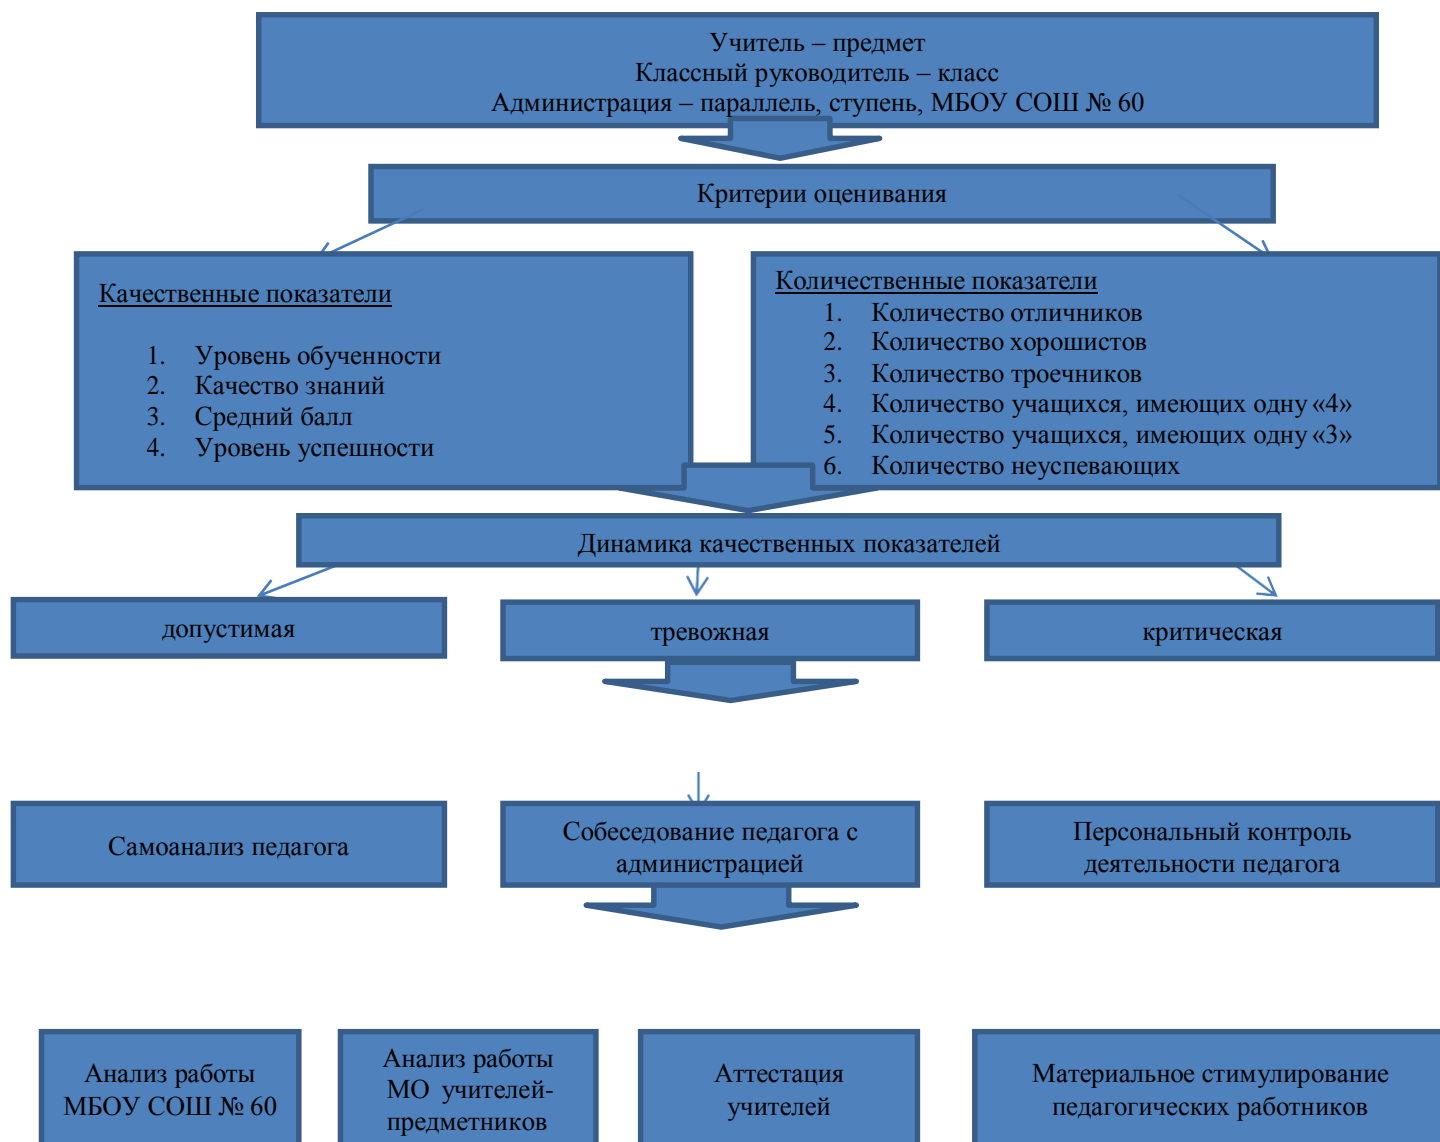 Учитель – предмет
Классный руководитель – класс
Администрация – параллель, ступень, МБОУ СОШ № 60
Критерии оценивания
Качественные показатели
1. Уровень обученности
2. Качество знаний
3. Средний балл
4. Уровень успешности
Количественные показатели
1. Количество отличников
2. Количество хорошистов
3. Количество троечников
4. Количество учащихся, имеющих одну «4»
5. Количество учащихся, имеющих одну «3»
6. Количество неуспевающих
Динамика качественных показателей
допустимая
тревожная
критическая
Самоанализ педагога
Собеседование педагога с
администрацией
Персональный контроль
деятельности педагога
Анализ работы
МБОУ СОШ № 60
Анализ работы
МО учителей-
предметников
Аттестация
учителей
Материальное стимулирование
педагогических работников